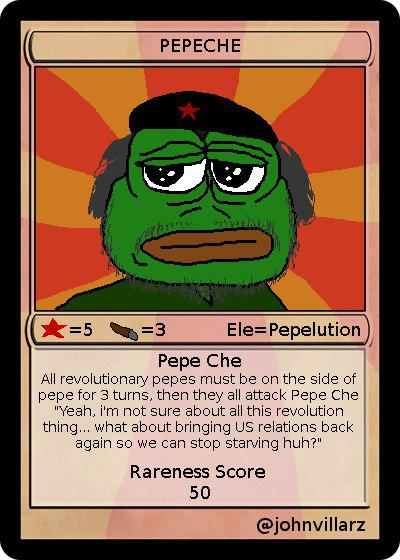 PEPECHE
=5 =3 Ele=Pepelution
Pepe Che
All revolutionary pepes must be on the side of
pepe for 3 turns, then they all attack Pepe Che
"Yeah, i'm not sure about all this revolution
thing... what about bringing US relations back
again so we can stop starving huh?"
Rareness Score
50
@johnvillarz